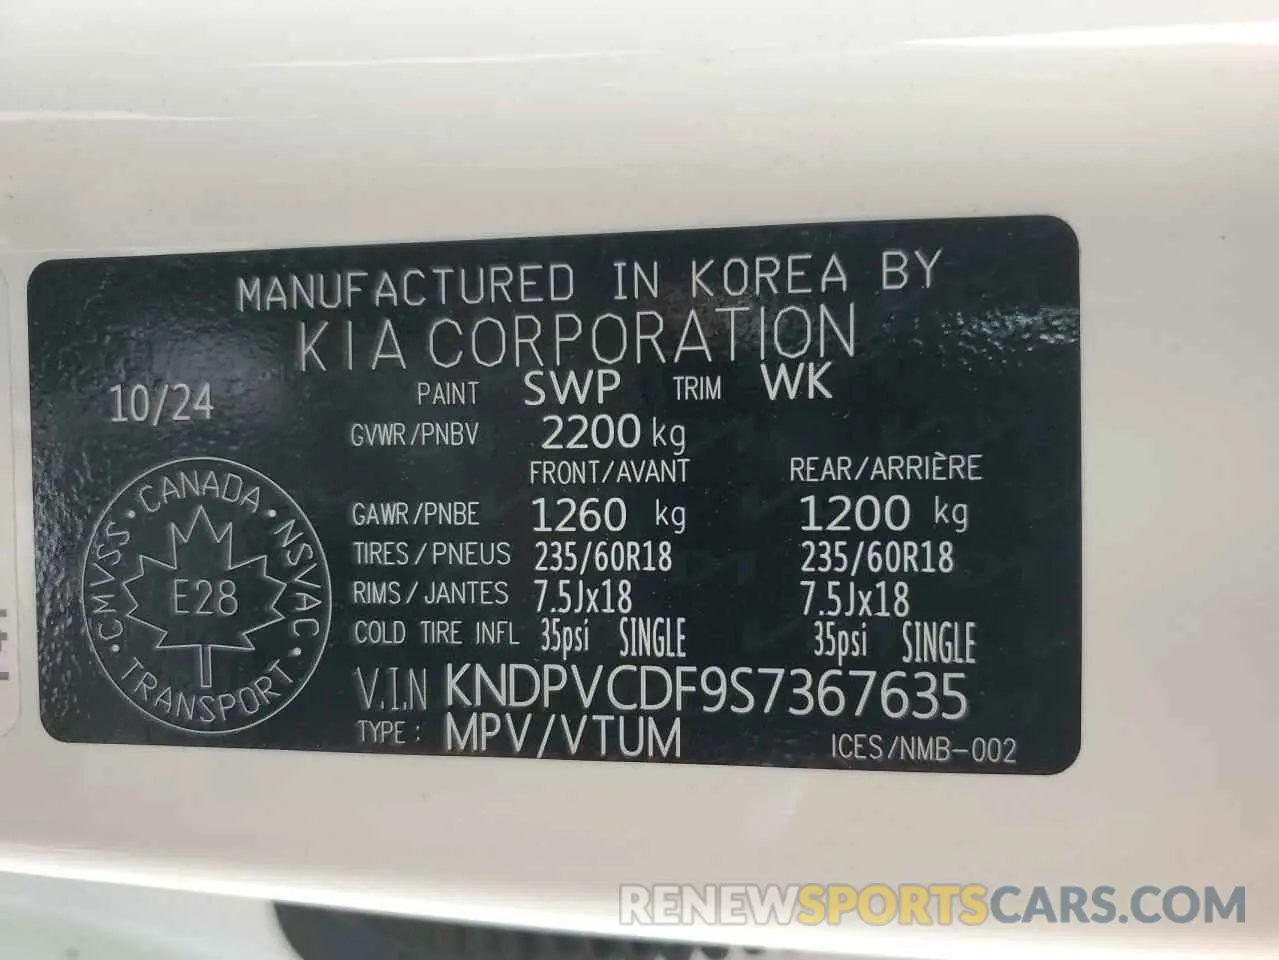 MANUFACTURED IN KOREA BY
KIA CORPORATION
10/24
PAINT SWP TRIM WK
GVWR/PNBV 2200 kg
FRONT/AVANT REAR/ARRIÈRE
GAWR/PNBE 1260 kg 1200 kg
TIRES/PNEUS 235/60R18 235/60R18
RIMS/JANTES 7.5Jx18 7.5Jx18
COLD TIRE INFL 35psi SINGLE 35psi SINGLE
V.I.N KNDPVCDF9S7367635
TYPE: MPV/VTUM ICES/NMB-002
CMVSS · CANADA · NSVAC · TRANSPORT ·
E28
RENEWSPORTSCARS.COM